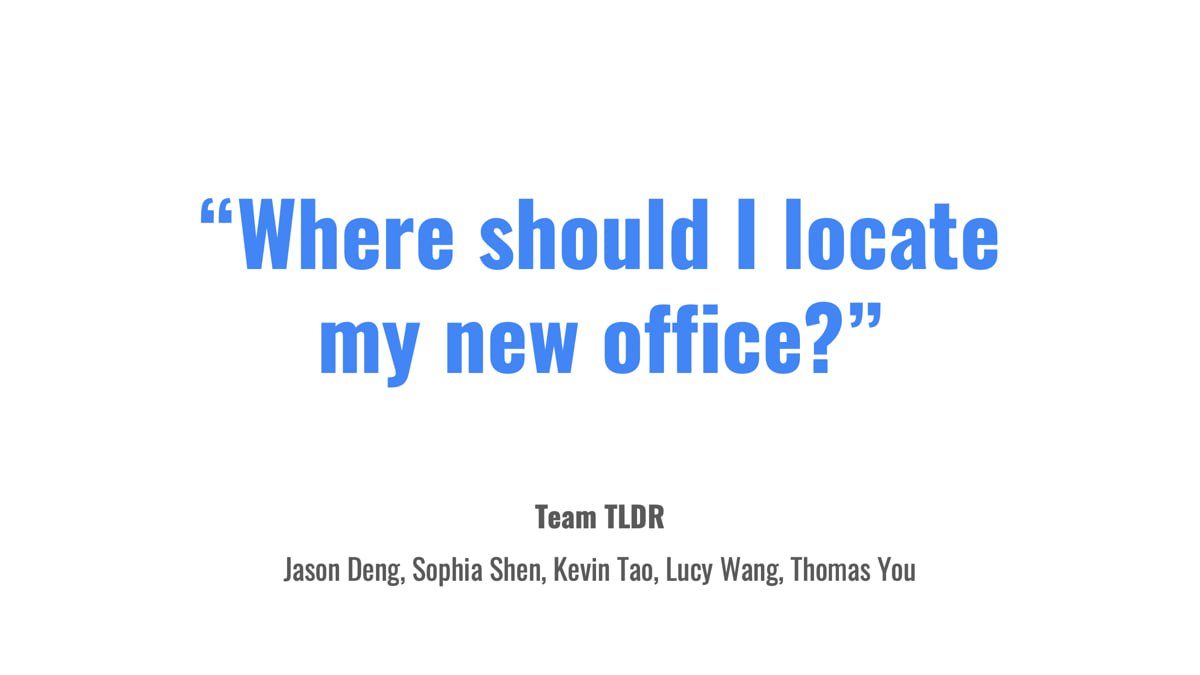 “Where should I locate
my new office?”
Team TLDR
Jason Deng, Sophia Shen, Kevin Tao, Lucy Wang, Thomas You